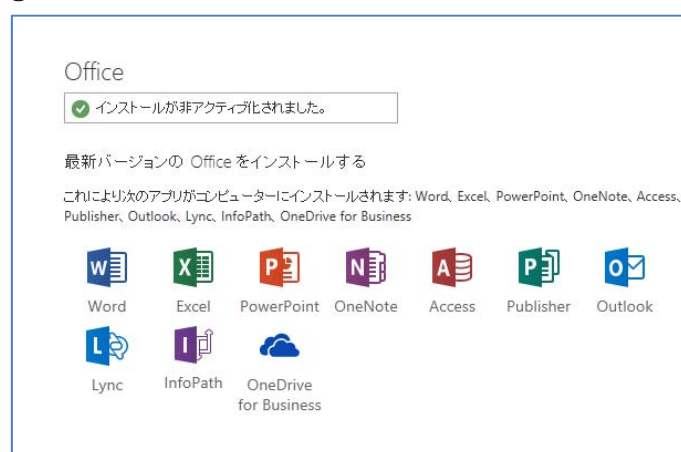 Office
インストールが非アクティブ化されました。
最新バージョンの Office をインストールする
これにより次のアプリがコンピューターにインストールされます: Word, Excel, PowerPoint, OneNote, Access,
Publisher, Outlook, Lync, InfoPath, OneDrive for Business
Word Excel PowerPoint OneNote Access Publisher Outlook
Lync InfoPath OneDrive
for Business